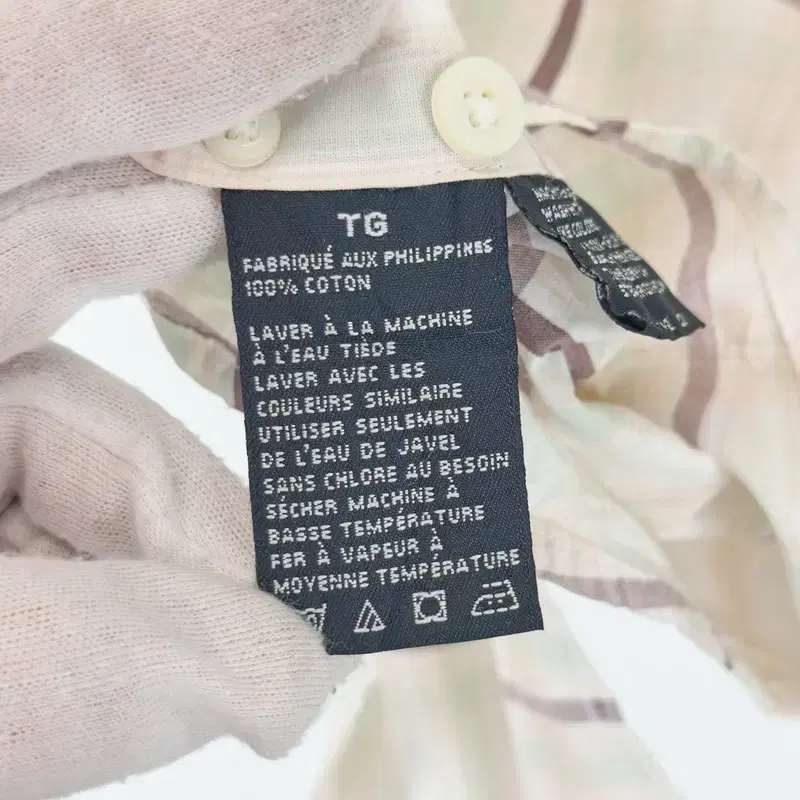 TG
FABRIQUÉ AUX PHILIPPINES
100% COTON
LAVER À LA MACHINE
À L'EAU TIÈDE
LAVER AVEC LES
COULEURS SIMILAIRE
UTILISER SEULEMENT
DE L'EAU DE JAVEL
SANS CHLORE AU BESOIN
SÉCHER MACHINE À
BASSE TEMPÉRATURE
FER À VAPEUR À
MOYENNE TEMPÉRATURE